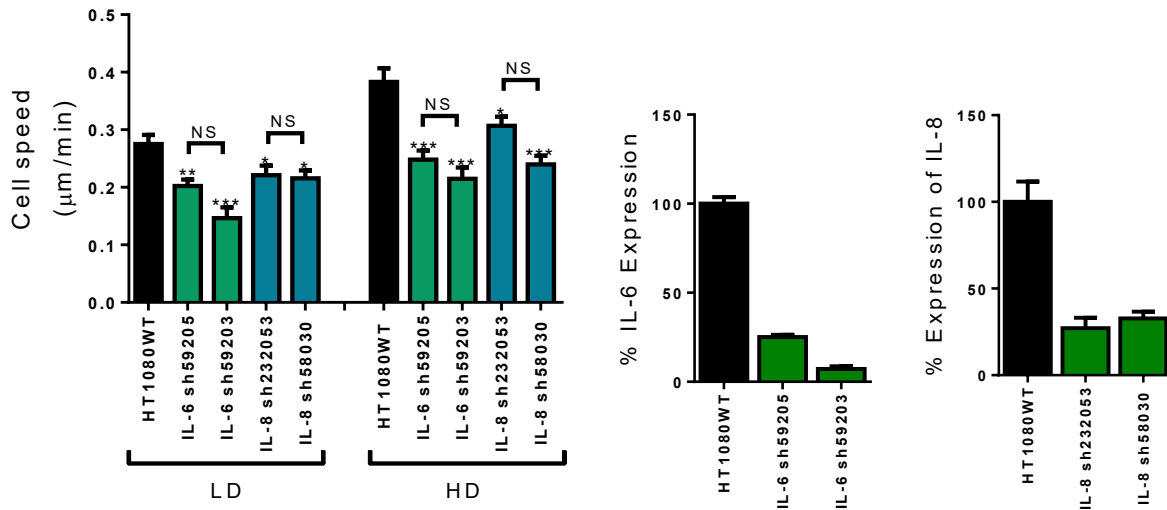 Cell speed
(μm/min)
0.5
0.4
0.3
0.2
0.1
0.0
NS
NS
NS
NS
**
***
*
*
***
***
*
***
HT1080WT
IL-6 sh59205
IL-6 sh59203
IL-8 sh232053
IL-8 sh58030
HT1080WT
IL-6 sh59205
IL-6 sh59203
IL-8 sh232053
IL-8 sh58030
LD
HD
% IL-6 Expression
150
100
50
0
HT1080WT
IL-6 sh59205
IL-6 sh59203
% Expression of IL-8
150
100
50
0
HT1080WT
IL-8 sh232053
IL-8 sh58030